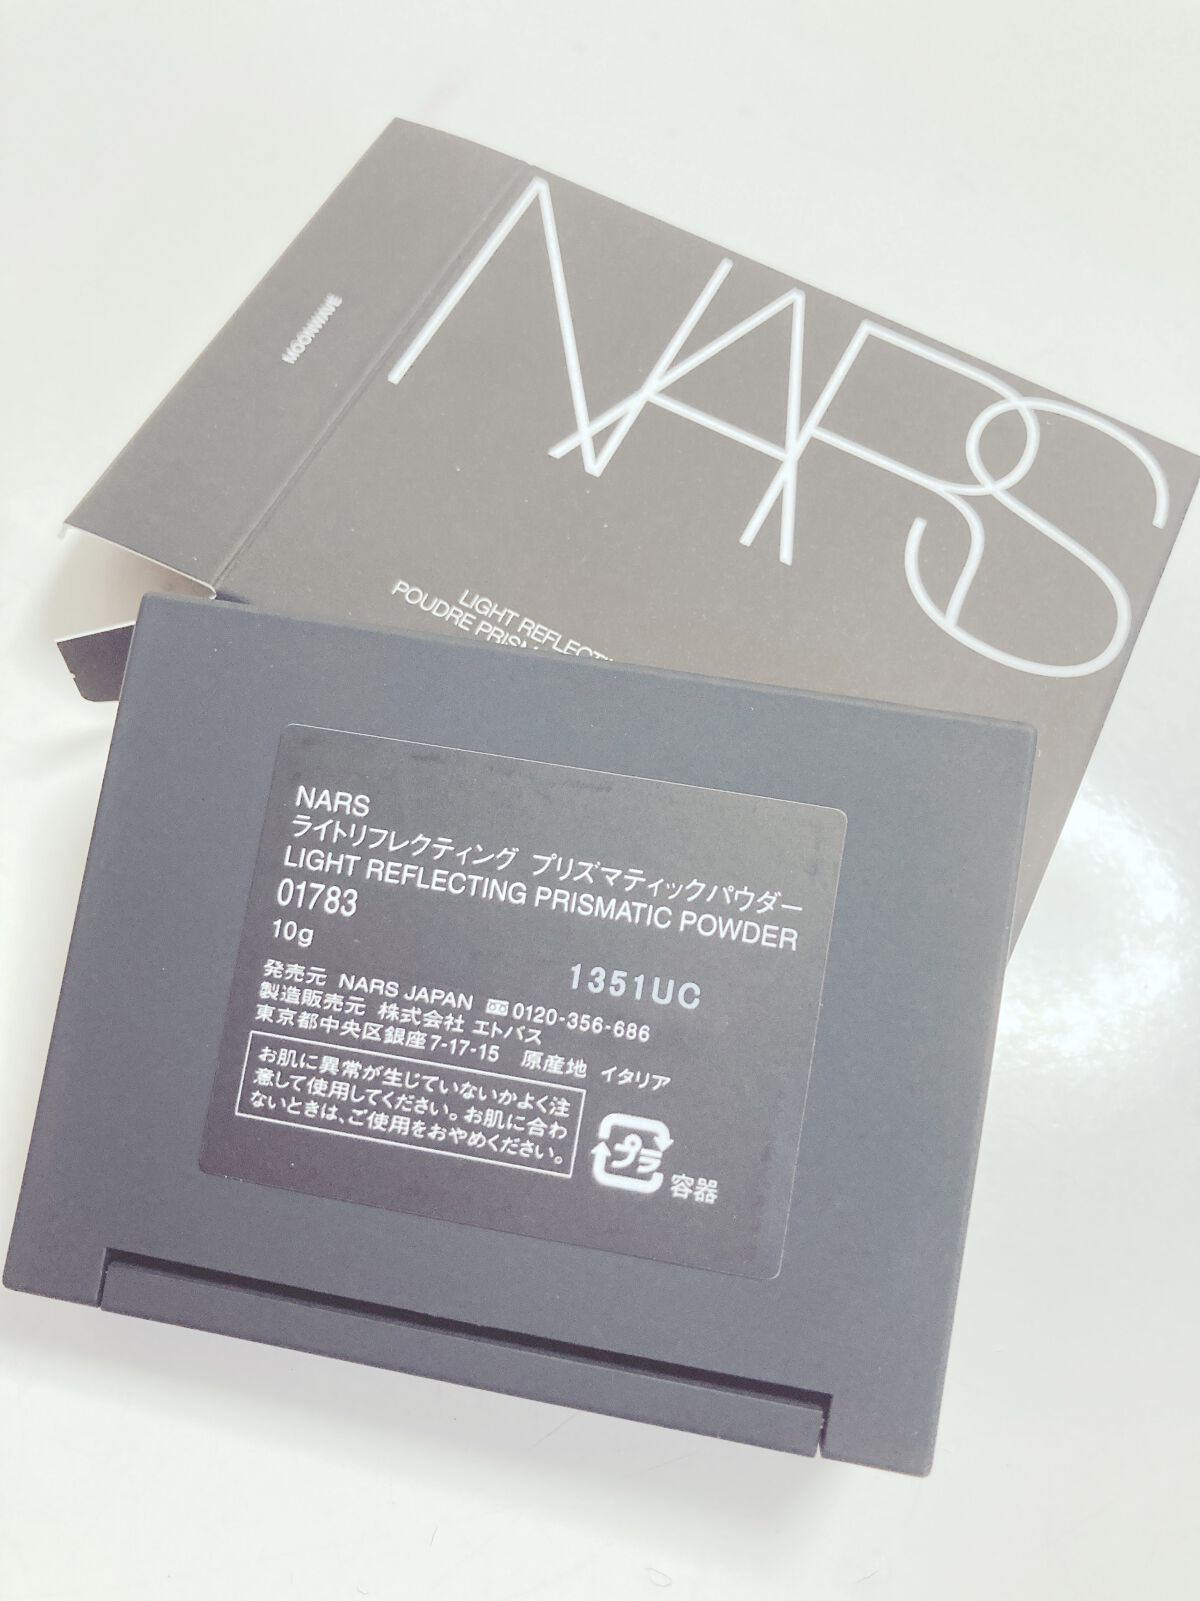 MOONWAVE
NARS
LIGHT REFLECTI
POUDRE PRISM
NARS
ライトリフレクティング プリズマティックパウダー
LIGHT REFLECTING PRISMATIC POWDER
01783
10g
1351UC
発売元 NARS JAPAN 0120-356-686
製造販売元 株式会社 エトバス
東京都中央区銀座7-17-15 原産地 イタリア
お肌に異常が生じていないかよく注
意して使用してください。お肌に合わ
ないときは、ご使用をおやめください。
プラ
容器